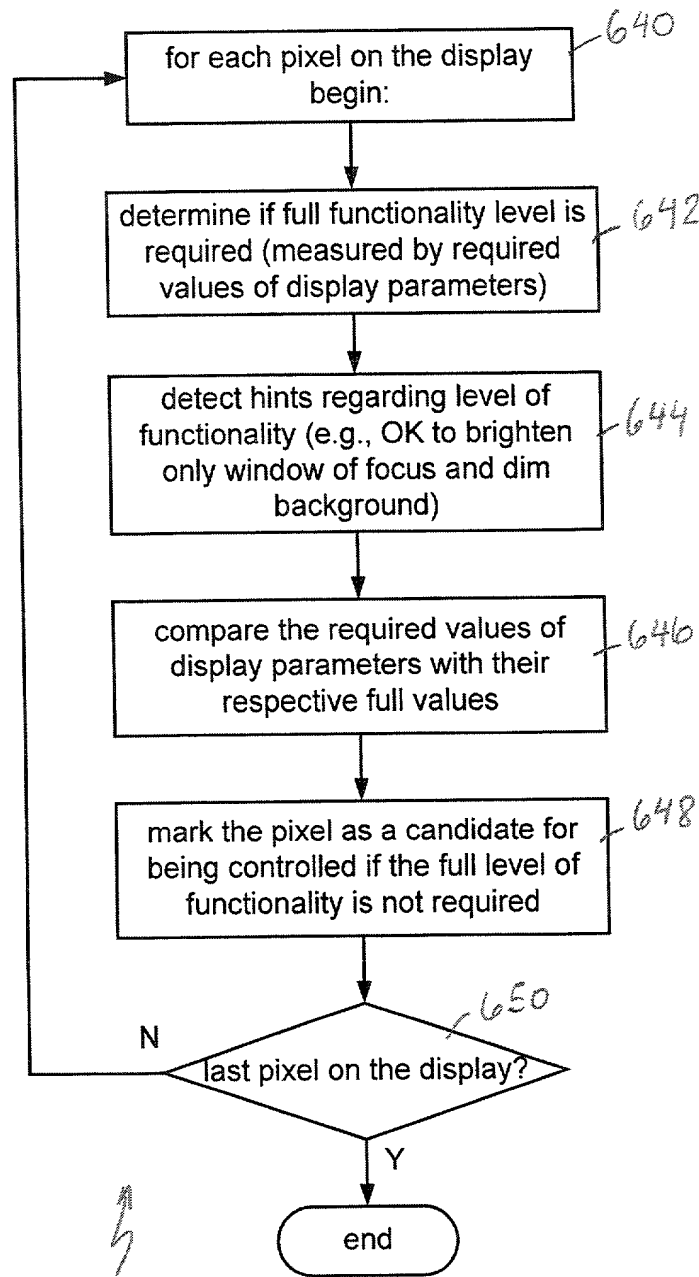 640
for each pixel on the display
begin:
determine if full functionality level is
required (measured by required
values of display parameters)
642
detect hints regarding level of
functionality (e.g., OK to brighten
only window of focus and dim
background)
644
compare the required values of
display parameters with their
respective full values
646
mark the pixel as a candidate for
being controlled if the full level of
functionality is not required
648
650
last pixel on the display?
N
Y
end